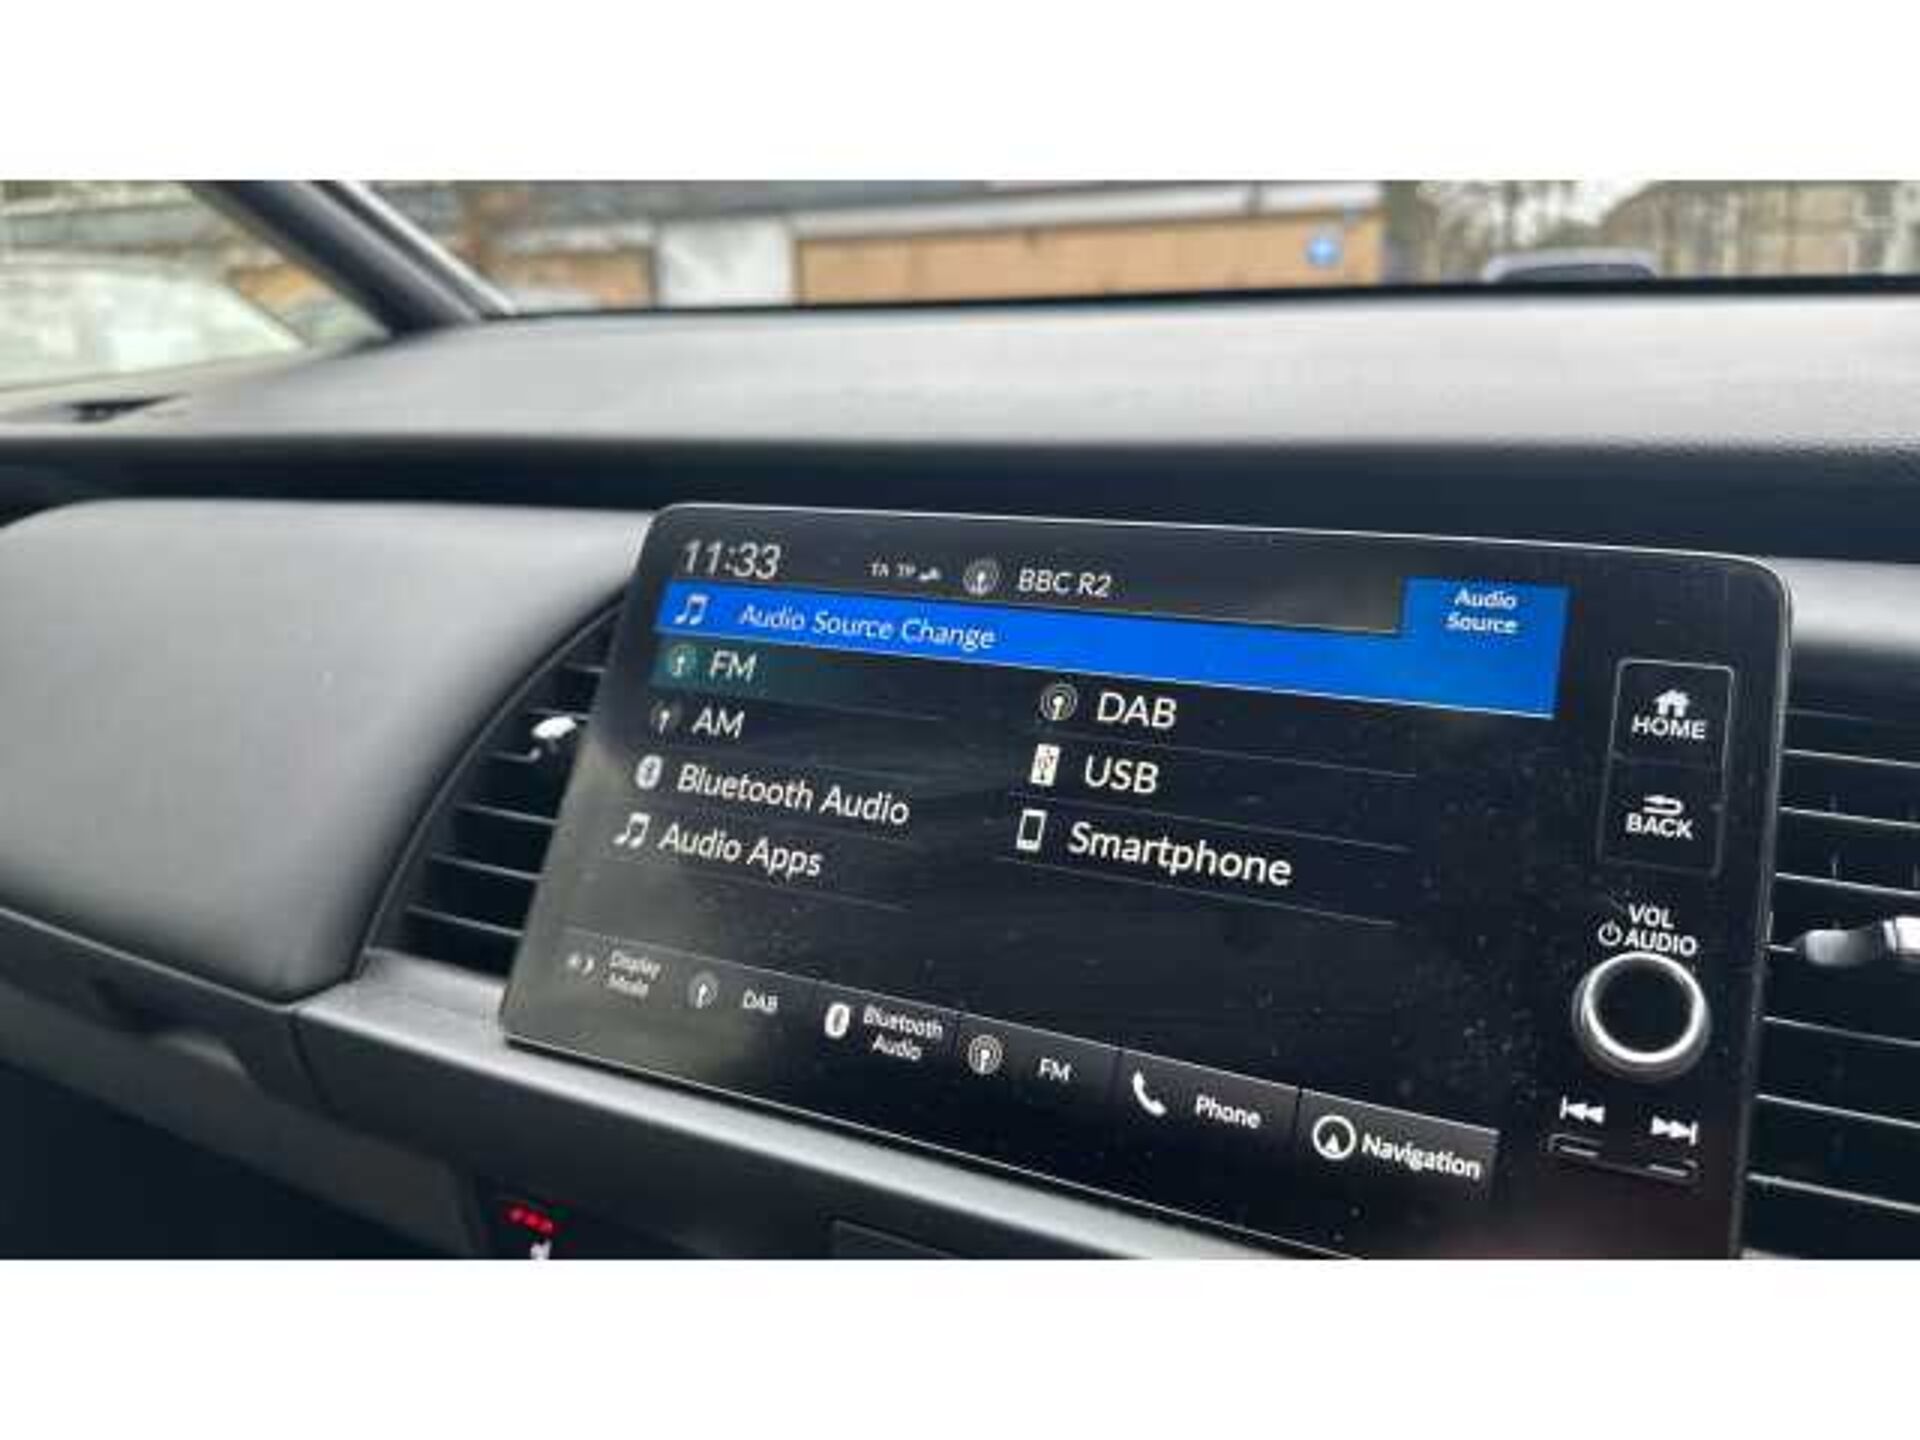 11:33
TA TP
BBC R2
Audio
Source
Audio Source Change
FM
DAB
AM
USB
Bluetooth Audio
Smartphone
Audio Apps
Display
Mode
DAB
Bluetooth
Audio
FM
Phone
Navigation
HOME
BACK
VOL
AUDIO